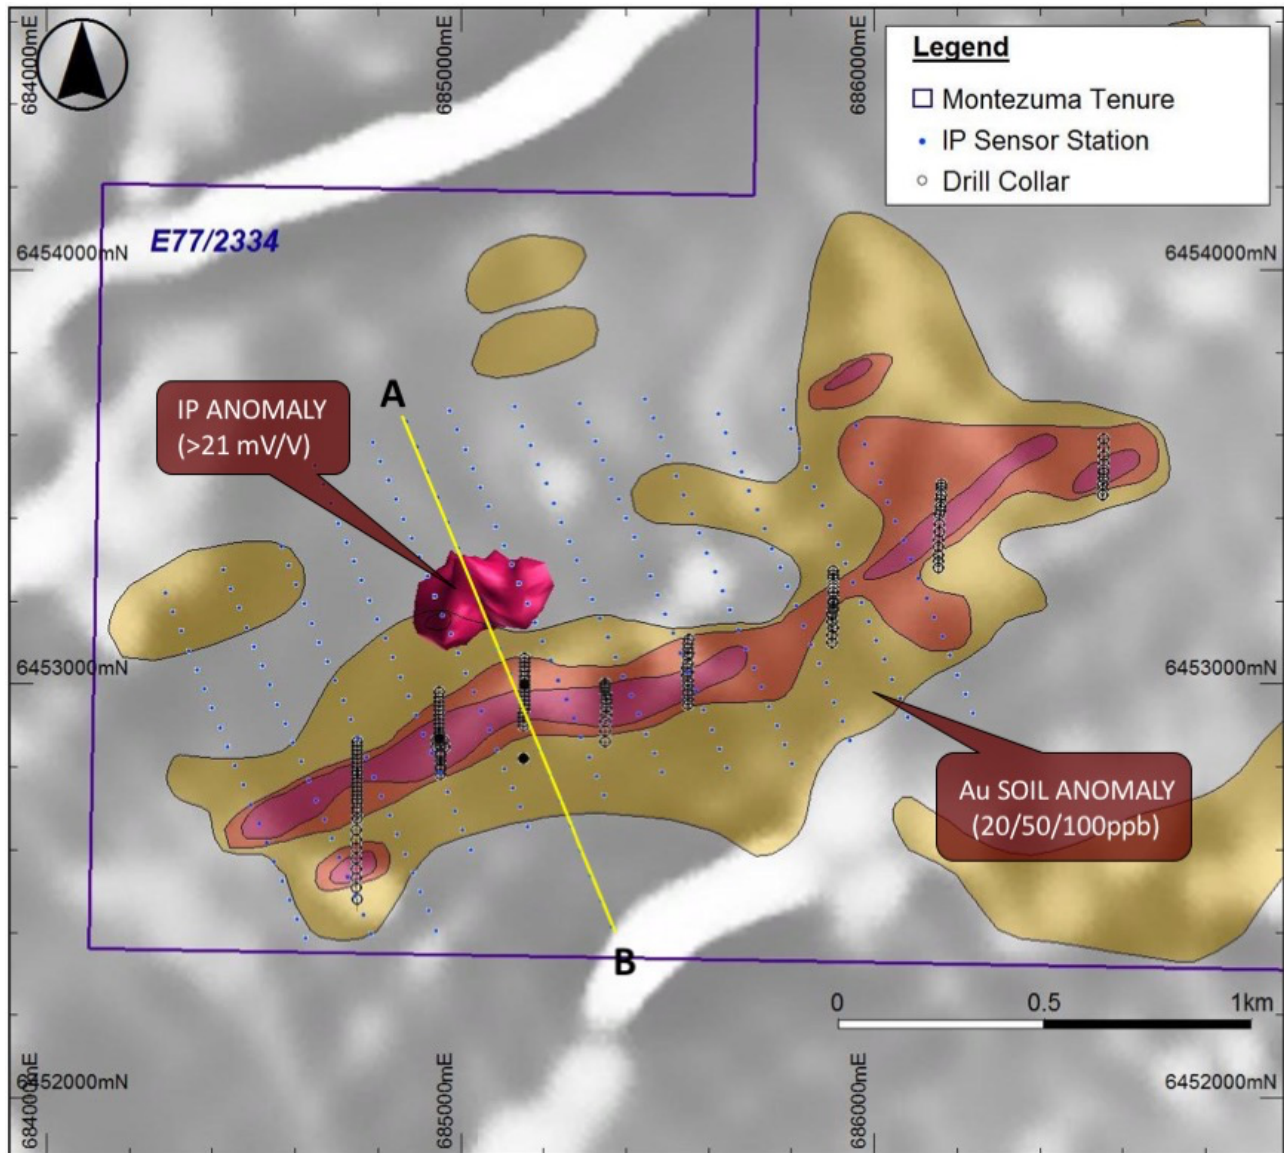 684000mE
685000mE
686000mE
Legend
Montezuma Tenure
IP Sensor Station
Drill Collar
E77/2334
6454000mN
6454000mN
A
IP ANOMALY
(>21 mV/V)
6453000mN
6453000mN
Au SOIL ANOMALY
(20/50/100ppb)
B
0 0.5 1km
6452000mN
6452000mN
684000mE
685000mE
686000mE